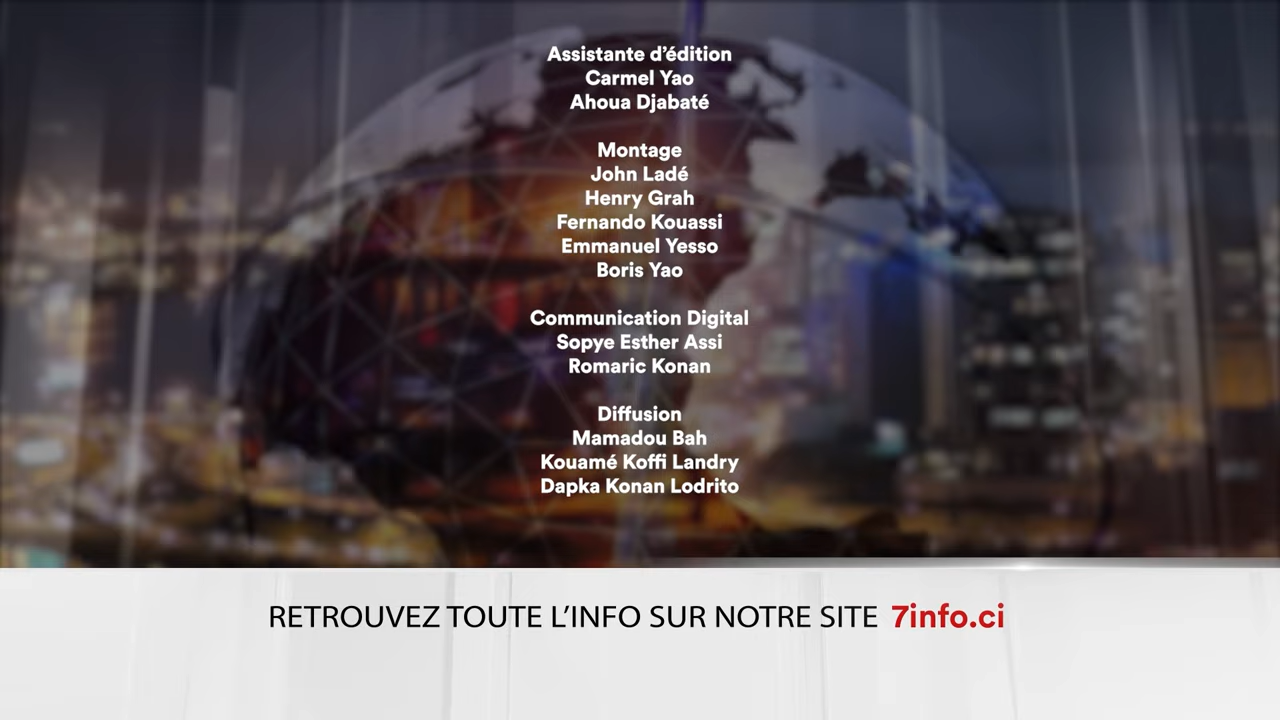 Assistante d’édition
Carmel Yao
Ahoua Djabaté
Montage
John Ladé
Henry Grah
Fernando Kouassi
Emmanuel Yesso
Boris Yao
Communication Digital
Sopye Esther Assi
Romaric Konan
Diffusion
Mamadou Bah
Kouamé Koffi Landry
Dapka Konan Lodrito
RETROUVEZ TOUTE L’INFO SUR NOTRE SITE 7info.ci